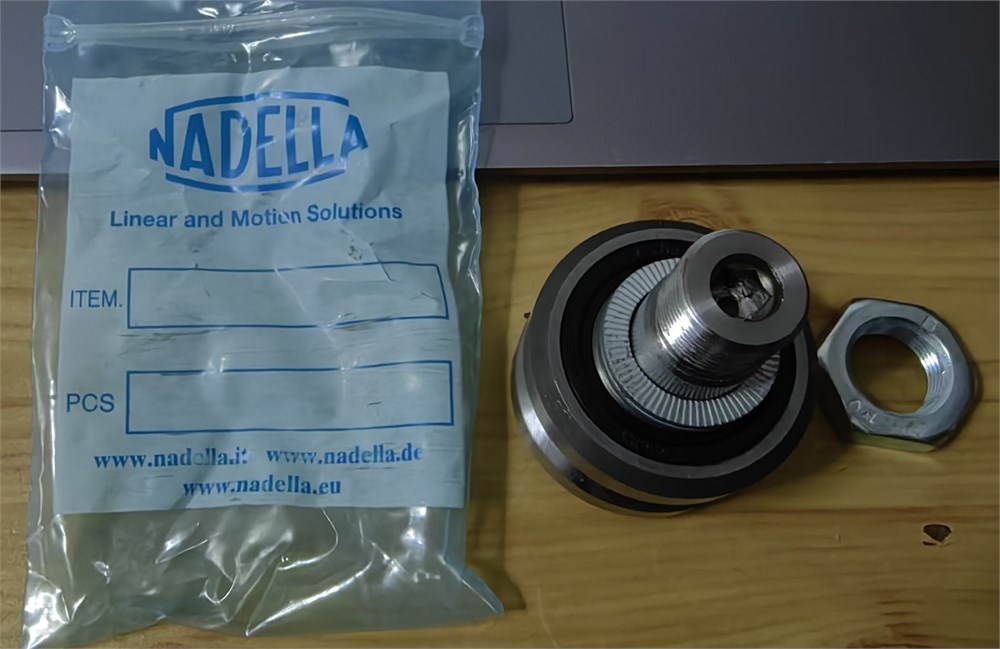 NADELLA
Linear and Motion Solutions
ITEM.
PCS
www.nadella.it www.nadella.de
www.nadella.eu